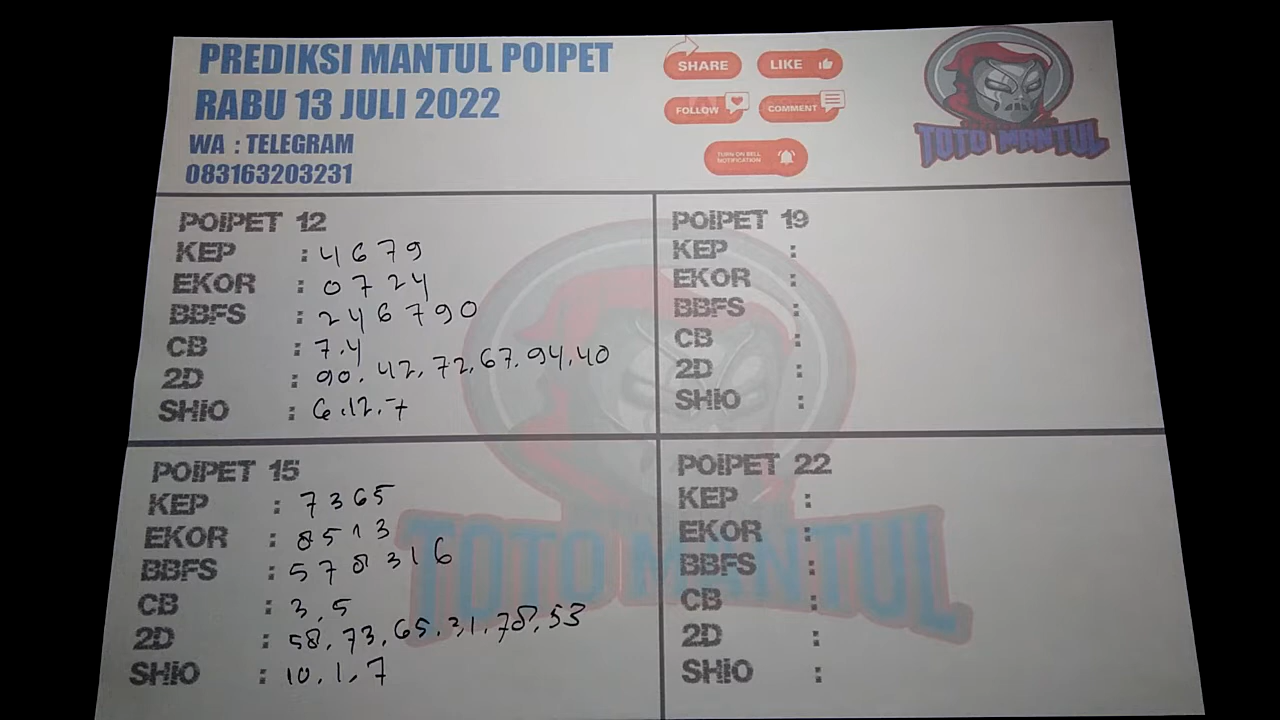 PREDIKSI MANTUL POIPET
RABU 13 JULI 2022
WA : TELEGRAM
083163203231
SHARE
LIKE
FOLLOW
COMMENT
TURN ON BELL
NOTIFICATION
TOTO MANTUL
POIPET 12
KEP : 4679
EKOR : 0724
BBFS : 246790
CB : 7.4
2D : 90.42.72.67.94.40
SHIO : 6.12.7
POIPET 19
KEP :
EKOR :
BBFS :
CB :
2D :
SHIO :
POIPET 15
KEP : 7365
EKOR : 8513
BBFS : 578316
CB : 3,5
2D : 58.73.65.31.78.53
SHIO : 10.1.7
POIPET 22
KEP :
EKOR :
BBFS :
CB :
2D :
SHIO :
TOTO MANTUL